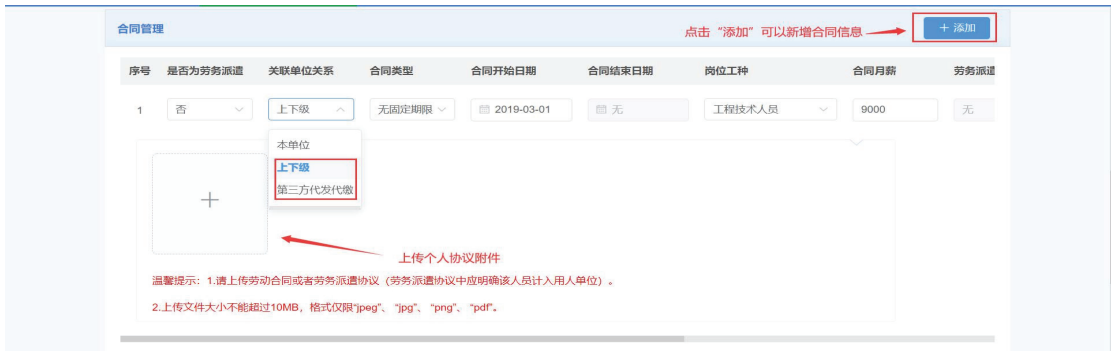 合同管理
点击“添加”可以新增合同信息
+ 添加
序号 是否为劳务派遣 关联单位关系 合同类型 合同开始日期 合同结束日期 岗位工种 合同月薪 劳务派遣
1 否 上下级 无固定期限 2019-03-01 无 工程技术人员 9000 无
本单位
上下级
第三方代发代缴
上传个人协议附件
温馨提示：1.请上传劳动合同或者劳务派遣协议（劳务派遣协议中应明确该人员计入用人单位）。
2.上传文件大小不能超过10MB，格式仅限“jpeg”、“jpg”、“png”、“pdf”。